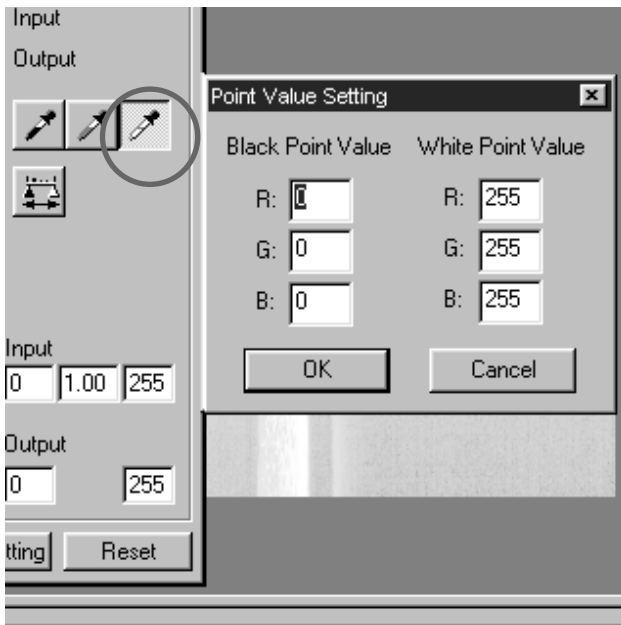 Input
Output
Point Value Setting
Black Point Value White Point Value
R: 0 R: 255
G: 0 G: 255
B: 0 B: 255
OK Cancel
Input
0 1.00 255
Output
0 255
tting Reset